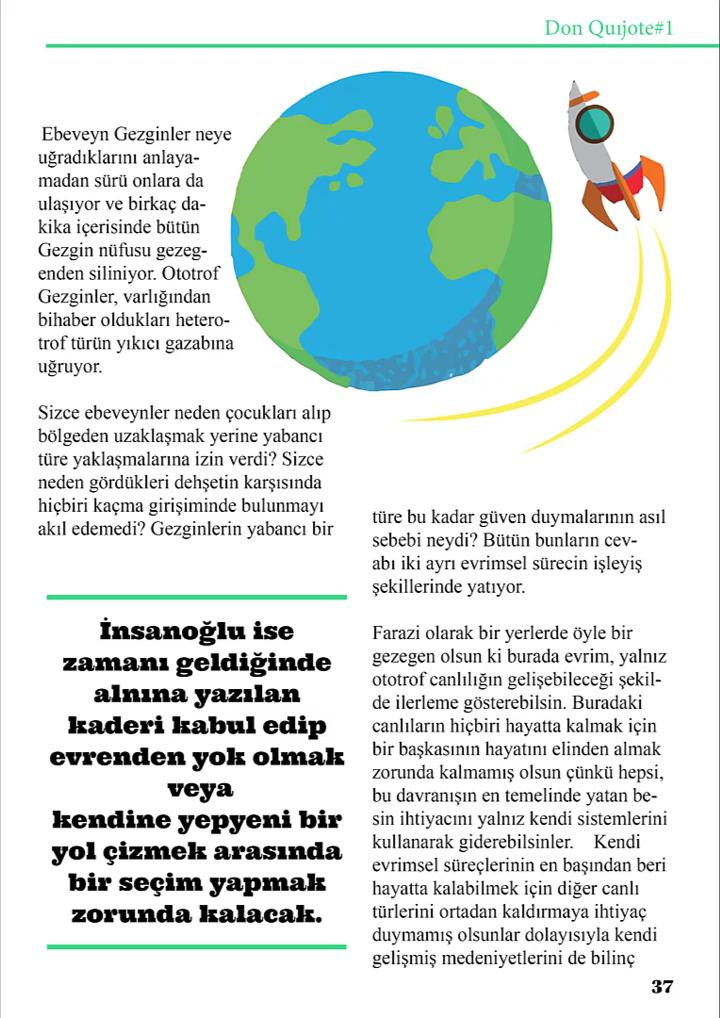 Don Quıjote#1
Ebeveyn Gezginler neye
uğradıklarını anlaya-
madan sürü onlara da
ulaşıyor ve birkaç da-
kika içerisinde bütün
Gezgin nüfusu gezeg-
enden siliniyor. Ototrof
Gezginler, varlığından
bihaber oldukları hetero-
trof türün yıkıcı gazabına
uğruyor.
Sizce ebeveynler neden çocukları alıp
bölgeden uzaklaşmak yerine yabancı
türe yaklaşmalarına izin verdi? Sizce
neden gördükleri dehşetin karşısında
hiçbiri kaçma girişiminde bulunmayı
akıl edemedi? Gezginlerin yabancı bir
İnsanoğlu ise
zamanı geldiğinde
alnına yazılan
kaderi kabul edip
evrenden yok olmak
veya
kendine yepyeni bir
yol çizmek arasında
bir seçim yapmak
zorunda kalacak.
türe bu kadar güven duymalarının asıl
sebebi neydi? Bütün bunların cev-
abı iki ayrı evrimsel sürecin işleyiş
şekillerinde yatıyor.
Farazi olarak bir yerlerde öyle bir
gezegen olsun ki burada evrim, yalnız
ototrof canlılığın gelişebileceği şekil-
de ilerleme gösterebilsin. Buradaki
canlıların hiçbiri hayatta kalmak için
bir başkasının hayatını elinden almak
zorunda kalmamış olsun çünkü hepsi,
bu davranışın en temelinde yatan be-
sin ihtiyacını yalnız kendi sistemlerini
kullanarak giderebilsinler. Kendi
evrimsel süreçlerinin en başından beri
hayatta kalabilmek için diğer canlı
türlerini ortadan kaldırmaya ihtiyaç
duymamış olsunlar dolayısıyla kendi
gelişmiş medeniyetlerini de bilinç
37